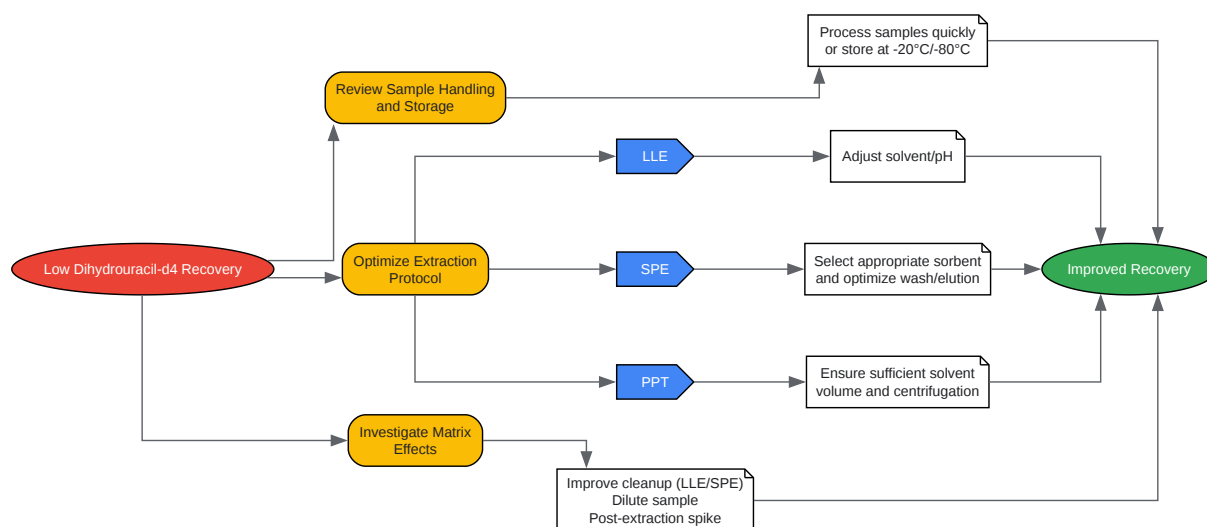 Process samples quickly
or store at -20°C/-80°C
Review Sample Handling
and Storage
LLE
Adjust solvent/pH
Low Dihydrouracil-d4 Recovery
Optimize Extraction
Protocol
SPE
Select appropriate sorbent
and optimize wash/elution
Improved Recovery
PPT
Ensure sufficient solvent
volume and centrifugation
Investigate Matrix
Effects
Improve cleanup (LLE/SPE)
Dilute sample
Post-extraction spike